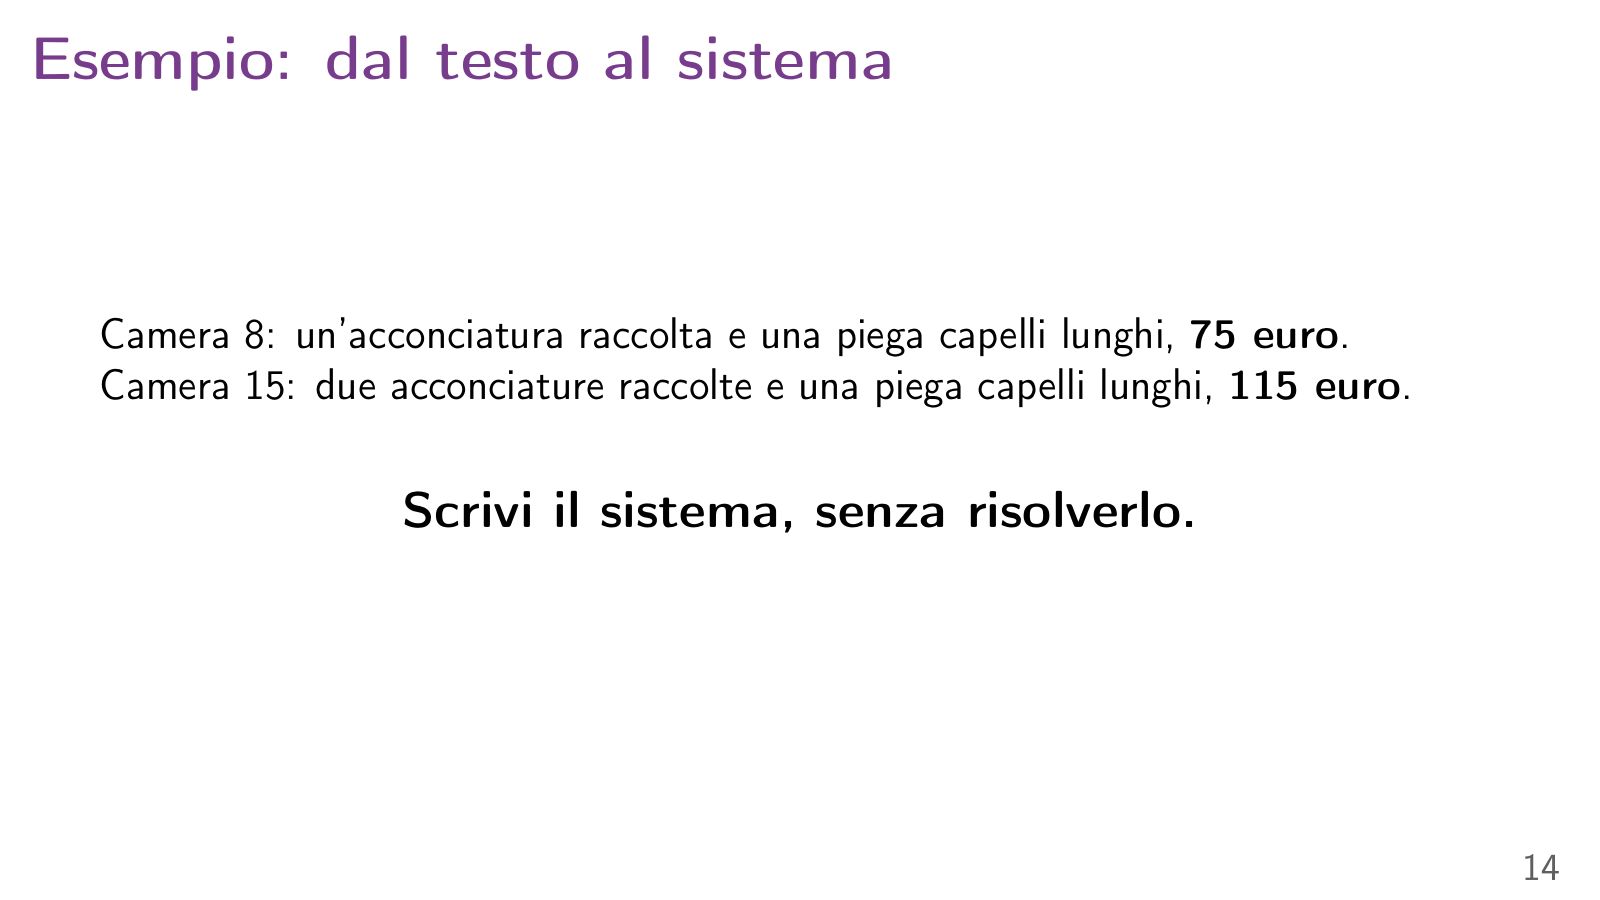 Esempio: dal testo al sistema
Camera 8: un'acconciatura raccolta e una piega capelli lunghi, 75 euro.
Camera 15: due acconciature raccolte e una piega capelli lunghi, 115 euro.
Scrivi il sistema, senza risolverlo.
14